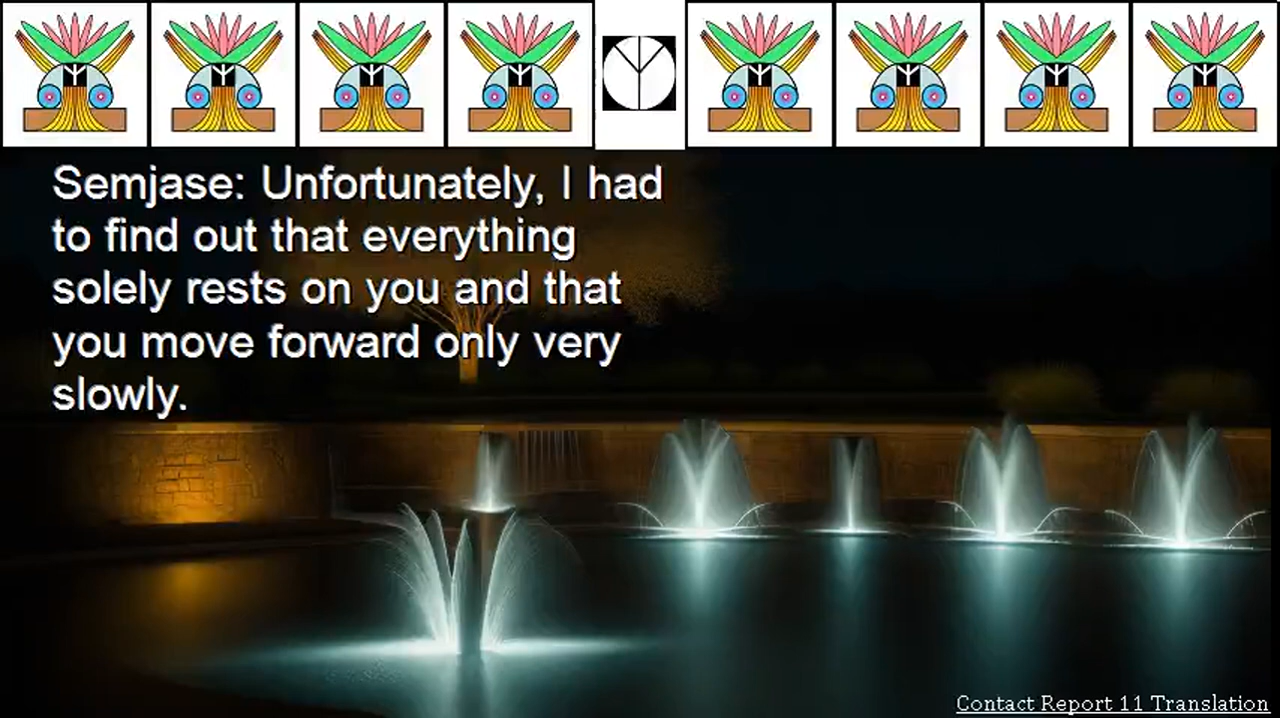 Semjase: Unfortunately, I had
to find out that everything
solely rests on you and that
you move forward only very
slowly.
Contact Report 11 Translation